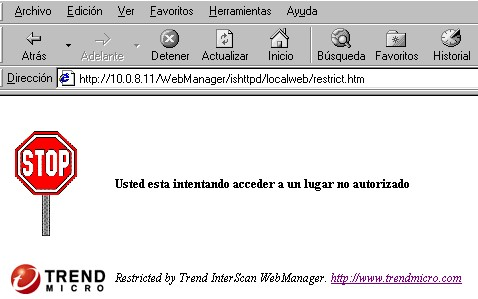 Archivo Edición Ver Favoritos Herramientas Ayuda
Atrás Adelante Detener Actualizar Inicio Búsqueda Favoritos Historial
Dirección http://10.0.8.11/WebManager/ishttpd/localweb/restrict.htm
STOP
Usted esta intentando acceder a un lugar no autorizado
TREND MICRO
Restricted by Trend InterScan WebManager. http://www.trendmicro.com